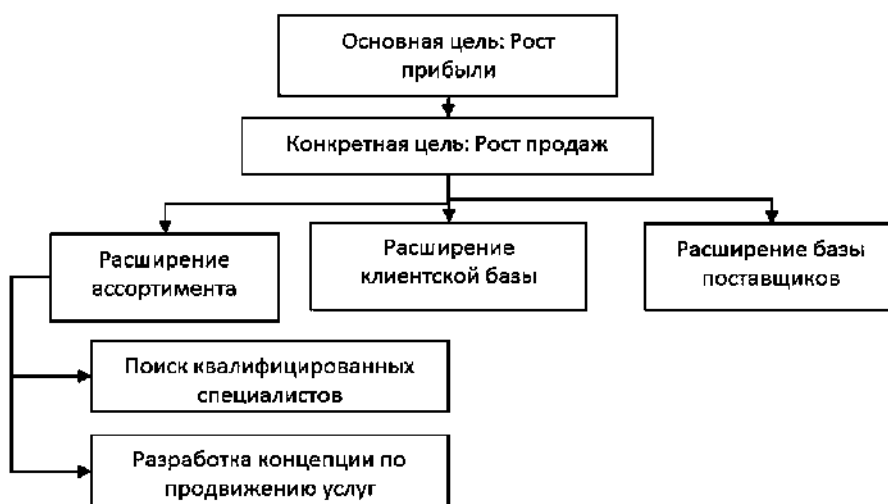 Основная цель: Рост
прибыли
Конкретная цель: Рост продаж
Расширение
ассортимента
Расширение
клиентской базы
Расширение базы
поставщиков
Поиск квалифицированных
специалистов
Разработка концепции по
продвижению услуг